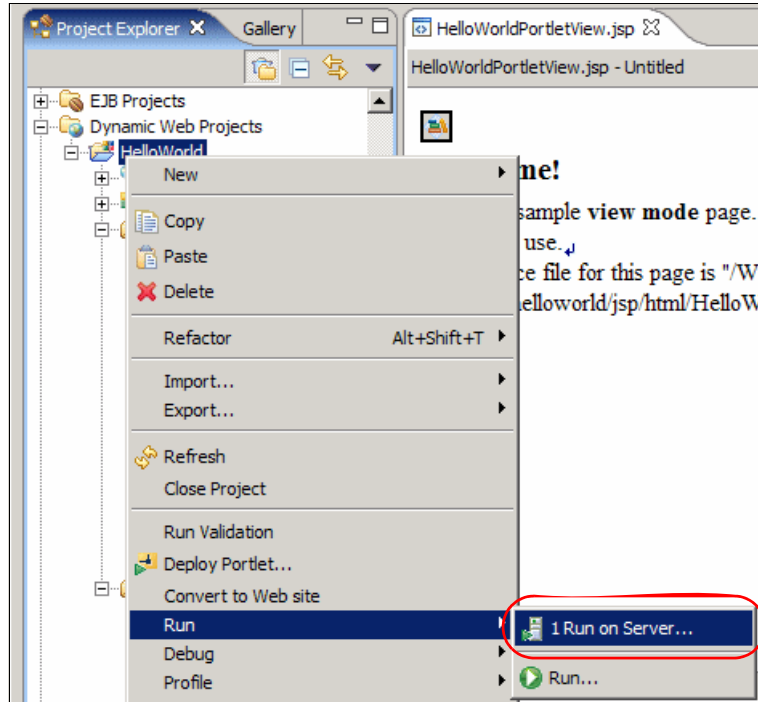 Project Explorer
Gallery
HelloWorldPortletView.jsp
HelloWorldPortletView.jsp - Untitled
EJB Projects
Dynamic Web Projects
HelloWorld
me!
sample view mode page.
use.
file for this page is "/W
elloworld/jsp/html/HelloW
New
Copy
Paste
Delete
Refactor Alt+Shift+T
Import...
Export...
Refresh
Close Project
Run Validation
Deploy Portlet...
Convert to Web site
Run
Debug
Profile
1 Run on Server...
Run...